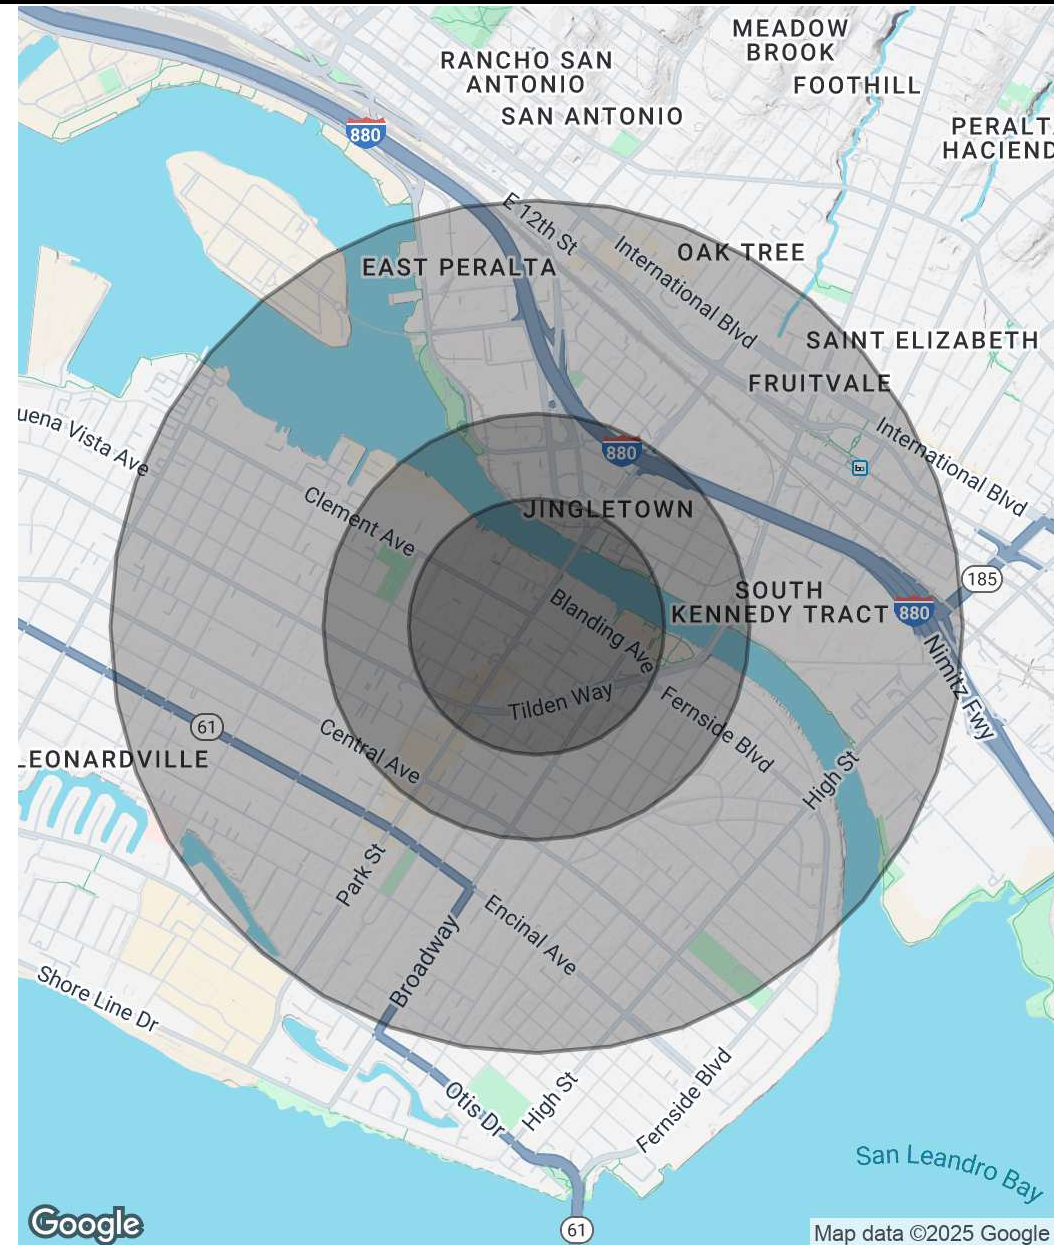 MEADOW
BROOK
RANCHO SAN
ANTONIO
FOOTHILL
SAN ANTONIO
PERALT
HACIEND
880
E 12th St
International Blvd
OAK TREE
EAST PERALTA
SAINT ELIZABETH
FRUITVALE
uena Vista Ave
International Blvd
880
Clement Ave
JINGLETOWN
185
SOUTH
KENNEDY TRACT
880
Blanding Ave
Nimitz Fwy
Tilden Way
Fernside Blvd
61
Central Ave
LEONARDVILLE
High St
Park St
Encinal Ave
Broadway
Shore Line Dr
Otis Dr
High St
Fernside Blvd
San Leandro Bay
Google
61
Map data ©2025 Google